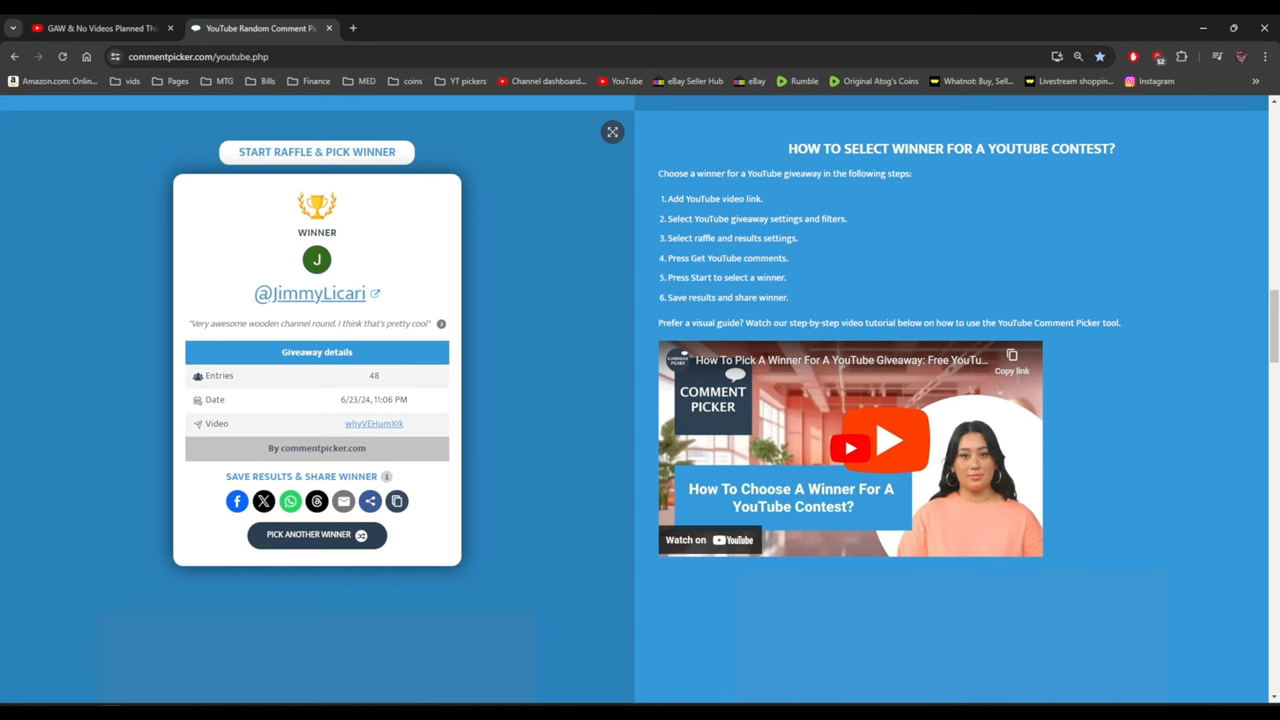 GAW & No Videos Planned Thi
YouTube Random Comment Pi
commentpicker.com/youtube.php
52
Amazon.com: Onlin...
vids
Pages
MTG
Bills
Finance
MED
coins
YT pickers
Channel dashboard...
YouTube
eBay Seller Hub
eBay
Rumble
Original Atog's Coins
Whatnot: Buy, Sell...
Livestream shoppin...
Instagram
START RAFFLE & PICK WINNER
WINNER
J
@JimmyLicari
"Very awesome wooden channel round. I think that's pretty cool"
Giveaway details
Entries 48
Date 6/23/24, 11:06 PM
Video whyVEHumXIk
By commentpicker.com
SAVE RESULTS & SHARE WINNER 1
PICK ANOTHER WINNER
HOW TO SELECT WINNER FOR A YOUTUBE CONTEST?
Choose a winner for a YouTube giveaway in the following steps:
1. Add YouTube video link.
2. Select YouTube giveaway settings and filters.
3. Select raffle and results settings.
4. Press Get YouTube comments.
5. Press Start to select a winner.
6. Save results and share winner.
Prefer a visual guide? Watch our step-by-step video tutorial below on how to use the YouTube Comment Picker tool.
How To Pick A Winner For A YouTube Giveaway: Free YouTu...
Copy link
COMMENT
PICKER
How To Choose A Winner For A
YouTube Contest?
Watch on YouTube